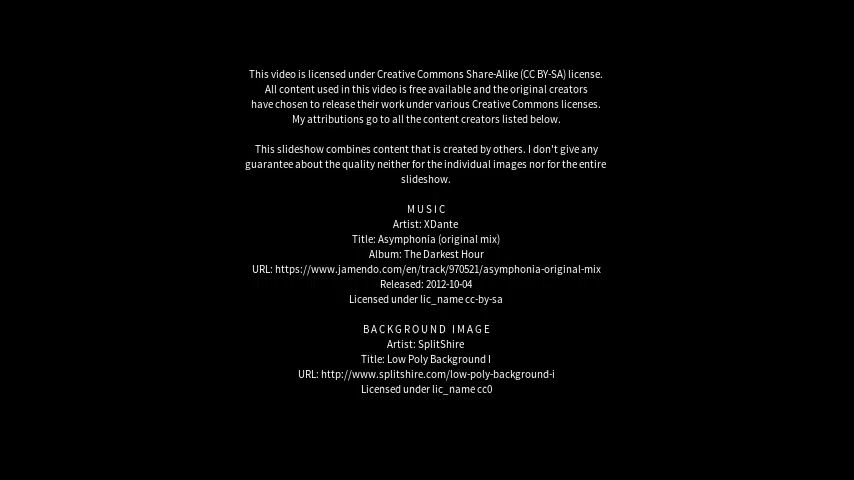 This video is licensed under Creative Commons Share-Alike (CC BY-SA) license.
All content used in this video is free available and the original creators
have chosen to release their work under various Creative Commons licenses.
My attributions go to all the content creators listed below.
This slideshow combines content that is created by others. I don't give any
guarantee about the quality neither for the individual images nor for the entire
slideshow.
MUSIC
Artist: XDante
Title: Asymphonia (original mix)
Album: The Darkest Hour
URL: https://www.jamendo.com/en/track/970521/asymphonia-original-mix
Released: 2012-10-04
Licensed under lic_name cc-by-sa
BACKGROUND IMAGE
Artist: SplitShire
Title: Low Poly Background I
URL: http://www.splitshire.com/low-poly-background-i
Licensed under lic_name cc0